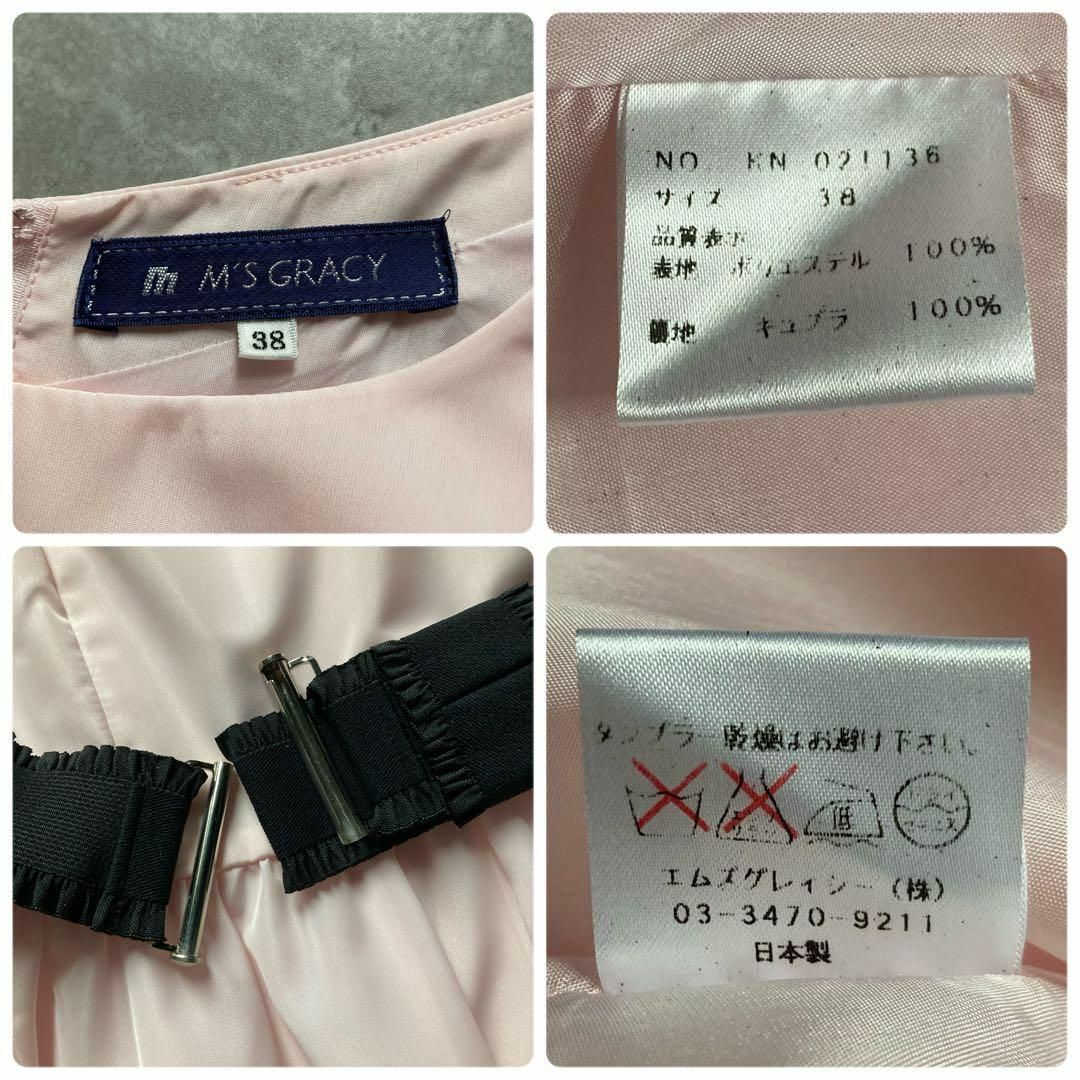 M'S GRACY
38
NO. KN 021136
サイズ 38
品質表示
表地 ポリエステル 100%
裏地 キュプラ 100%
タンブラー乾燥はお避け下さい。
低
エムズグレイシー(株)
03-3470-9211
日本製